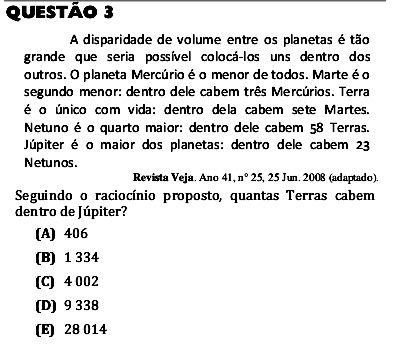 QUESTÃO 3
A disparidade de volume entre os planetas é tão
grande que seria possível colocá-los uns dentro dos
outros. O planeta Mercúrio é o menor de todos. Marte é o
segundo menor: dentro dele cabem três Mercúrios. Terra
é o único com vida: dentro dela cabem sete Martes.
Netuno é o quarto maior: dentro dele cabem 58 Terras.
Júpiter é o maior dos planetas: dentro dele cabem 23
Netunos.
Revista Veja. Ano 41, nº 25, 25 Jun. 2008 (adaptado).
Seguindo o raciocínio proposto, quantas Terras cabem
dentro de Júpiter?
(A) 406
(B) 1 334
(C) 4 002
(D) 9 338
(E) 28 014